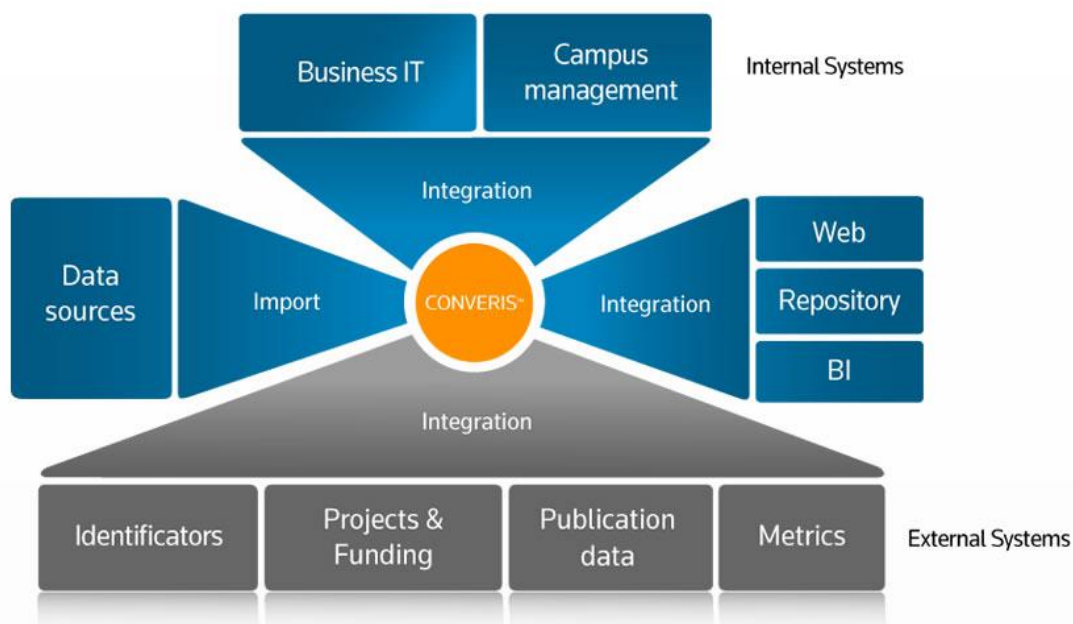 Business IT
Campus
management
Internal Systems
Integration
Data
sources
Import
CONVERIS™
Integration
Web
Repository
BI
Integration
Identificators
Projects &
Funding
Publication
data
Metrics
External Systems